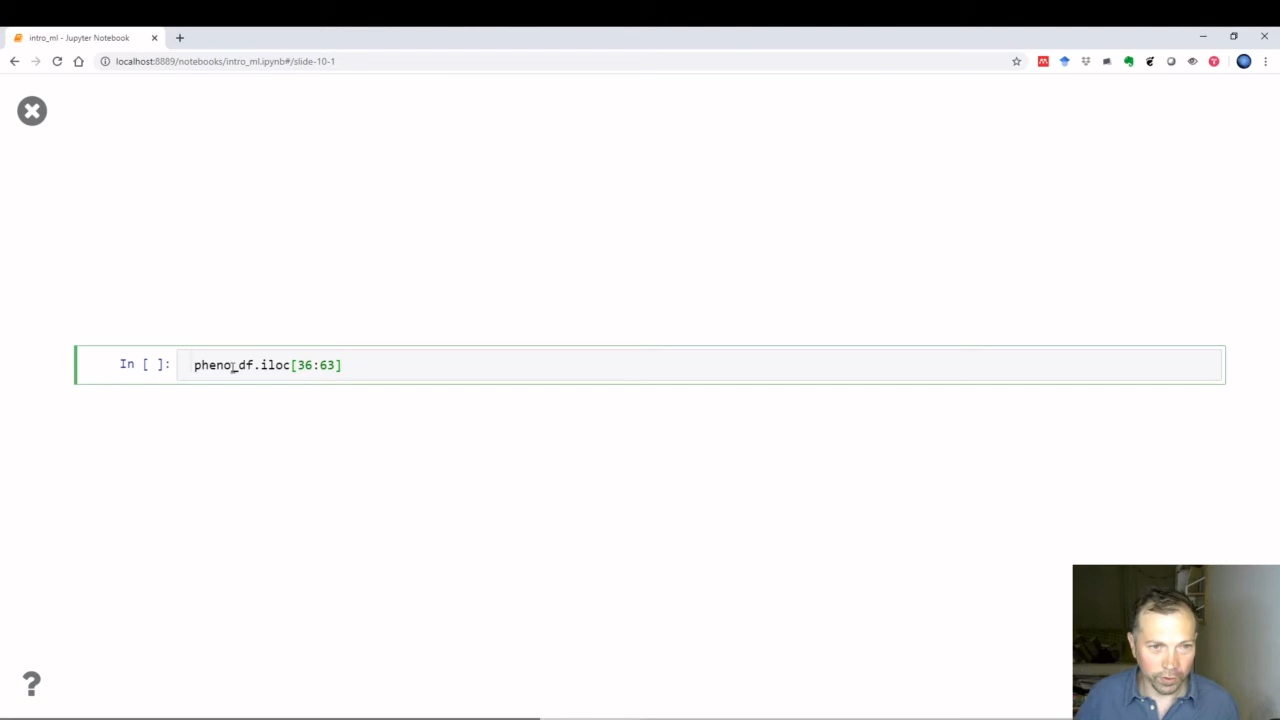 intro_ml - Jupyter Notebook
localhost:8889/notebooks/intro_ml.ipynb#/slide-10-1
In [ ]: pheno_df.iloc[36:63]